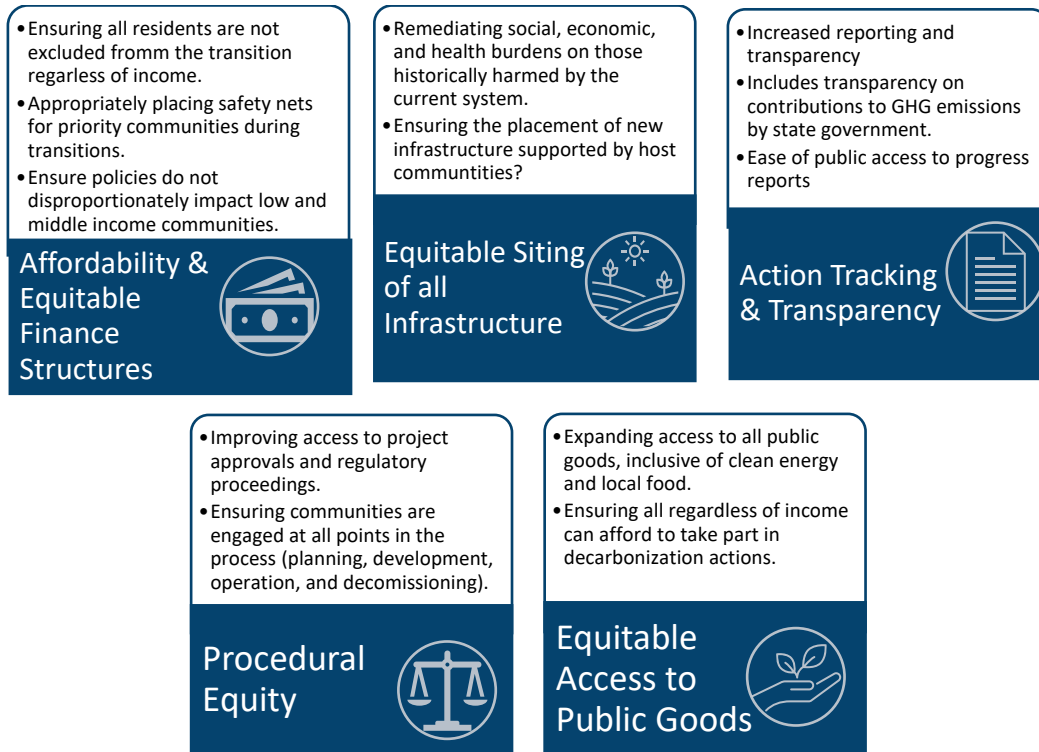 •Ensuring all residents are not
excluded fromm the transition
regarless of income.
•Appropriately placing safety nets
for priority communities during
transitions.
•Ensure policies do not
disproportionately impact low and
middle income communities.
Affordability &
Equitable
Finance
Structures
•Remediating social, economic,
and health burdens on those
historically harmed by the
current system.
•Ensuring the placement of new
infrastructure supported by host
communtities?
Equitable Siting
of all
Infrastructure
•Increased reporting and
transparency
•Includes transparency on
contributions to GHG emissions
by state government.
•Ease of public access to progress
reports
Action Tracking
& Transparency
•Improving access to project
approvals and regulatory
proceedings.
•Ensuring communities are
engaged at all points in the
process (planning, development,
operation, and decomissioning).
Procedural
Equity
•Expanding access to all public
goods, inclusive of clean energy
and local food.
•Ensuring all regardless of income
can afford to take part in
decarbonization actions.
Equitable
Access to
Public Goods